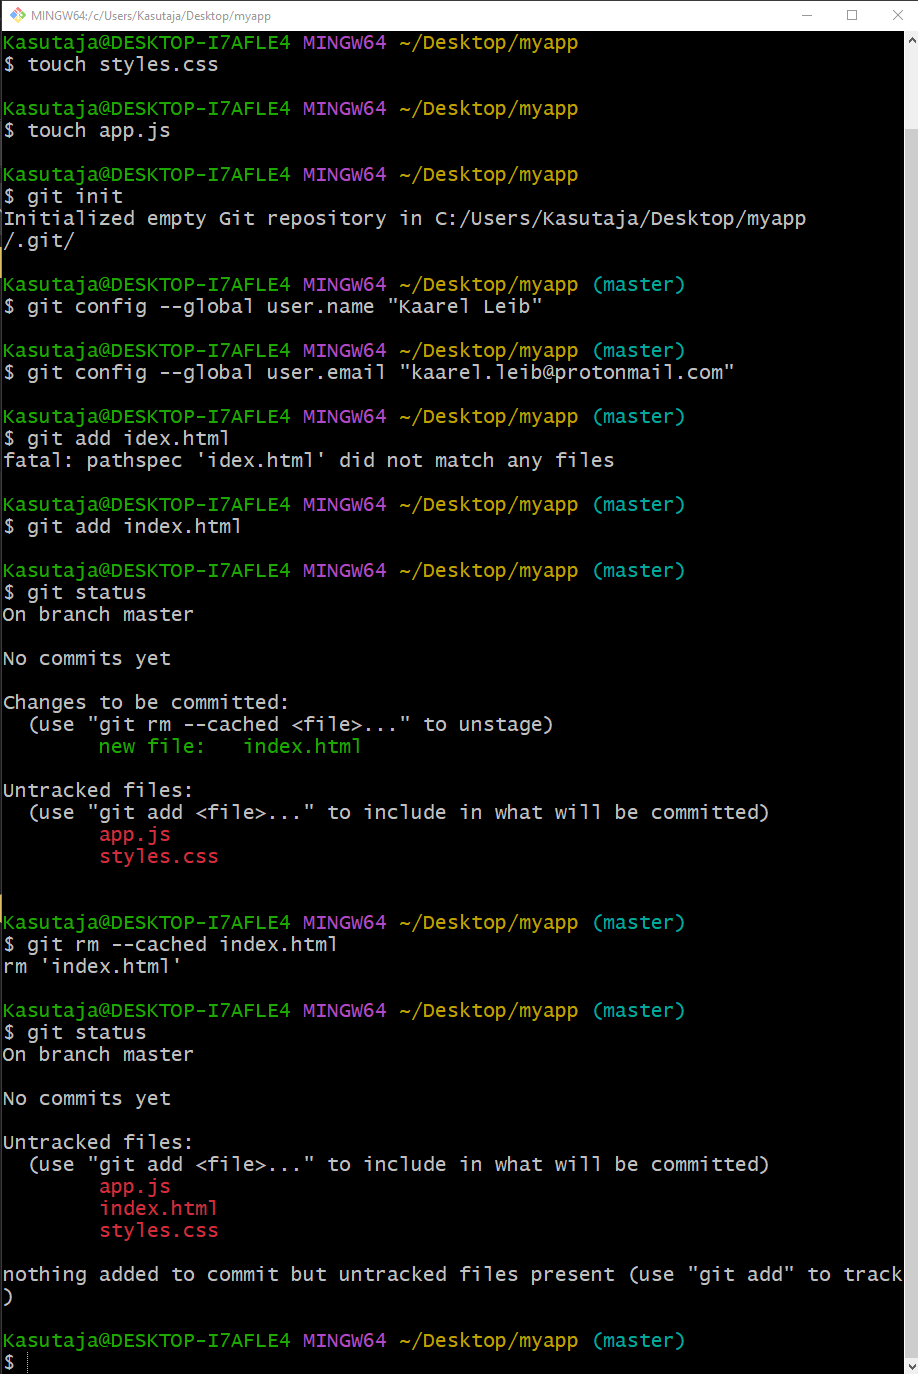 MINGW64:/c/Users/Kasutaja/Desktop/myapp
Kasutaja@DESKTOP-I7AFLE4 MINGW64 ~/Desktop/myapp
$ touch styles.css
Kasutaja@DESKTOP-I7AFLE4 MINGW64 ~/Desktop/myapp
$ touch app.js
Kasutaja@DESKTOP-I7AFLE4 MINGW64 ~/Desktop/myapp
$ git init
Initialized empty Git repository in C:/Users/Kasutaja/Desktop/myapp
/.git/
Kasutaja@DESKTOP-I7AFLE4 MINGW64 ~/Desktop/myapp (master)
$ git config --global user.name "Kaarel Leib"
Kasutaja@DESKTOP-I7AFLE4 MINGW64 ~/Desktop/myapp (master)
$ git config --global user.email "kaarel.leib@protonmail.com"
Kasutaja@DESKTOP-I7AFLE4 MINGW64 ~/Desktop/myapp (master)
$ git add idex.html
fatal: pathspec 'idex.html' did not match any files
Kasutaja@DESKTOP-I7AFLE4 MINGW64 ~/Desktop/myapp (master)
$ git add index.html
Kasutaja@DESKTOP-I7AFLE4 MINGW64 ~/Desktop/myapp (master)
$ git status
On branch master
No commits yet
Changes to be committed:
  (use "git rm --cached <file>..." to unstage)
        new file:   index.html
Untracked files:
  (use "git add <file>..." to include in what will be committed)
        app.js
        styles.css
Kasutaja@DESKTOP-I7AFLE4 MINGW64 ~/Desktop/myapp (master)
$ git rm --cached index.html
rm 'index.html'
Kasutaja@DESKTOP-I7AFLE4 MINGW64 ~/Desktop/myapp (master)
$ git status
On branch master
No commits yet
Untracked files:
  (use "git add <file>..." to include in what will be committed)
        app.js
        index.html
        styles.css
nothing added to commit but untracked files present (use "git add" to track
)
Kasutaja@DESKTOP-I7AFLE4 MINGW64 ~/Desktop/myapp (master)
$